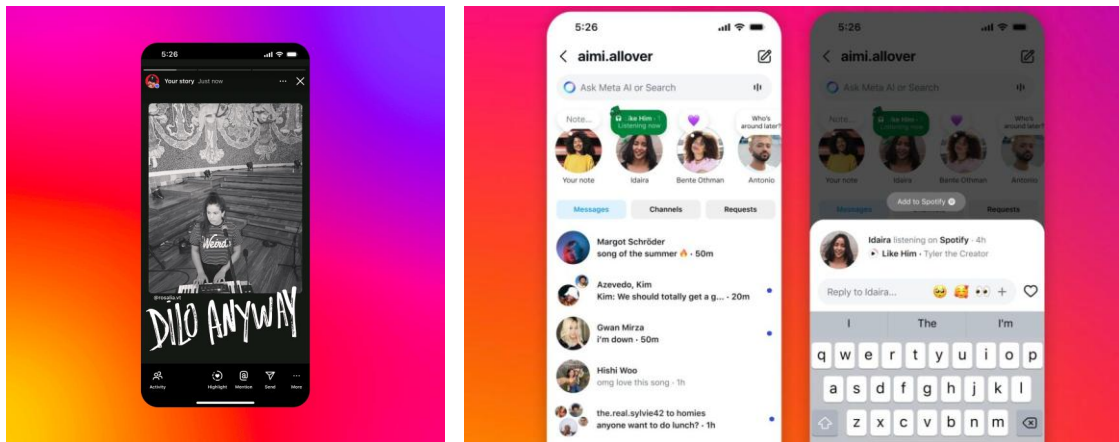 5:26
Your story Just now
Weird
@rosalia.vt
DILO ANYWAY
Activity
Highlight
Mention
Send
More
5:26
aimi.allover
Ask Meta AI or Search
Note...
ike Him · 1
Listening now
Who's
around later?
Your note
Idaira
Bente Othman
Antonio
Messages
Channels
Requests
Margot Schröder
song of the summer 🔥 · 50m
Azevedo, Kim
Kim: We should totally get a g... · 20m
Gwan Mirza
i'm down · 50m
Hishi Woo
omg love this song · 1h
the.real.sylvie42 to homies
anyone want to do lunch? · 1h
5:26
aimi.allover
Ask Meta AI or Search
Note...
ike Him · 1
Listening now
Who's
around later?
Your note
Idaira
Bente Othman
Antonio
Add to Spotify
Messages
Requests
Idaira listening on Spotify · 4h
Like Him · Tyler the Creator
Reply to Idaira...
I The I'm
q w e r t y u i o p
a s d f g h j k l
z x c v b n m